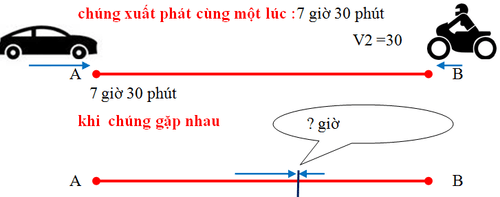 chúng xuất phát cùng một lúc :7 giờ 30 phút
V2 =30
A B
7 giờ 30 phút
khi chúng gặp nhau
? giờ
A B